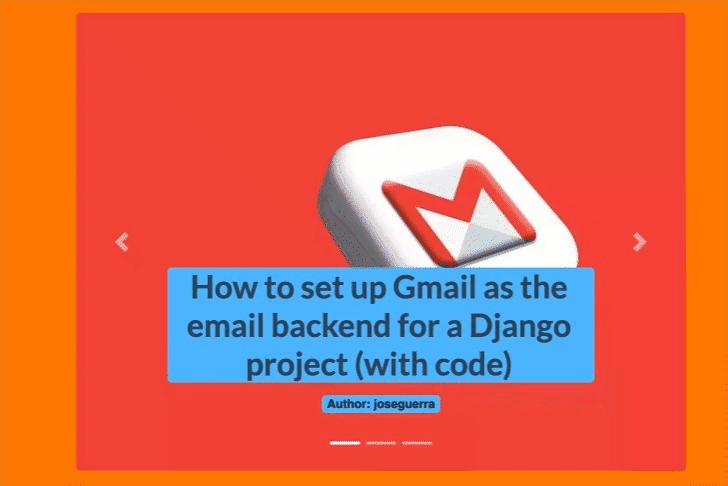 How to set up Gmail as the
email backend for a Django
project (with code)
Author: joseguerra